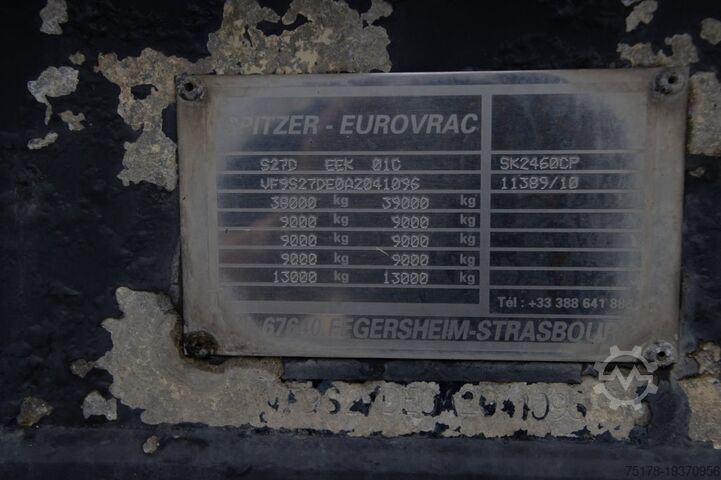 SPITZER - EUROVRAC
S27D EEK 01C SK2460CP
VF9S27DE0A2041096 11389/10
38000 kg 39000 kg
9000 kg 9000 kg
9000 kg 9000 kg
9000 kg 9000 kg
13000 kg 13000 kg
Tél : +33 388 641 888
67640 FEGERSHEIM-STRASBOURG
75178-19370956